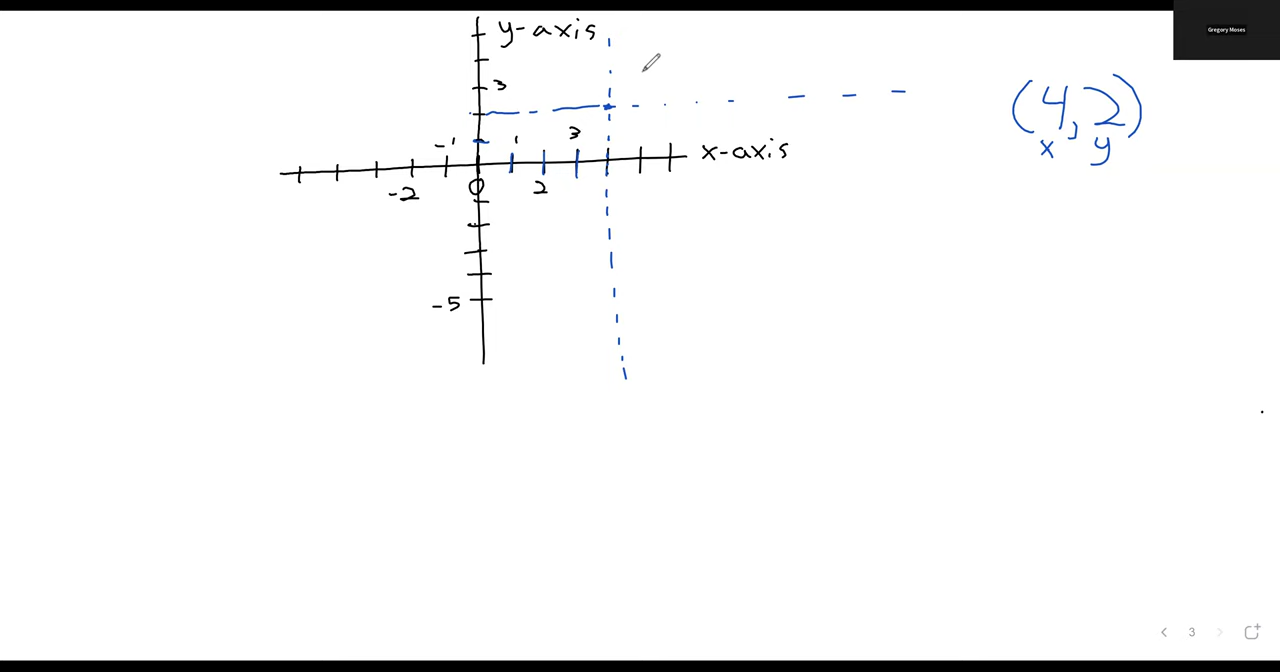 Gregory Moses
y-axis
3
(4, 2)
x y
-1 1 3
x-axis
-2 0 2
-5
3